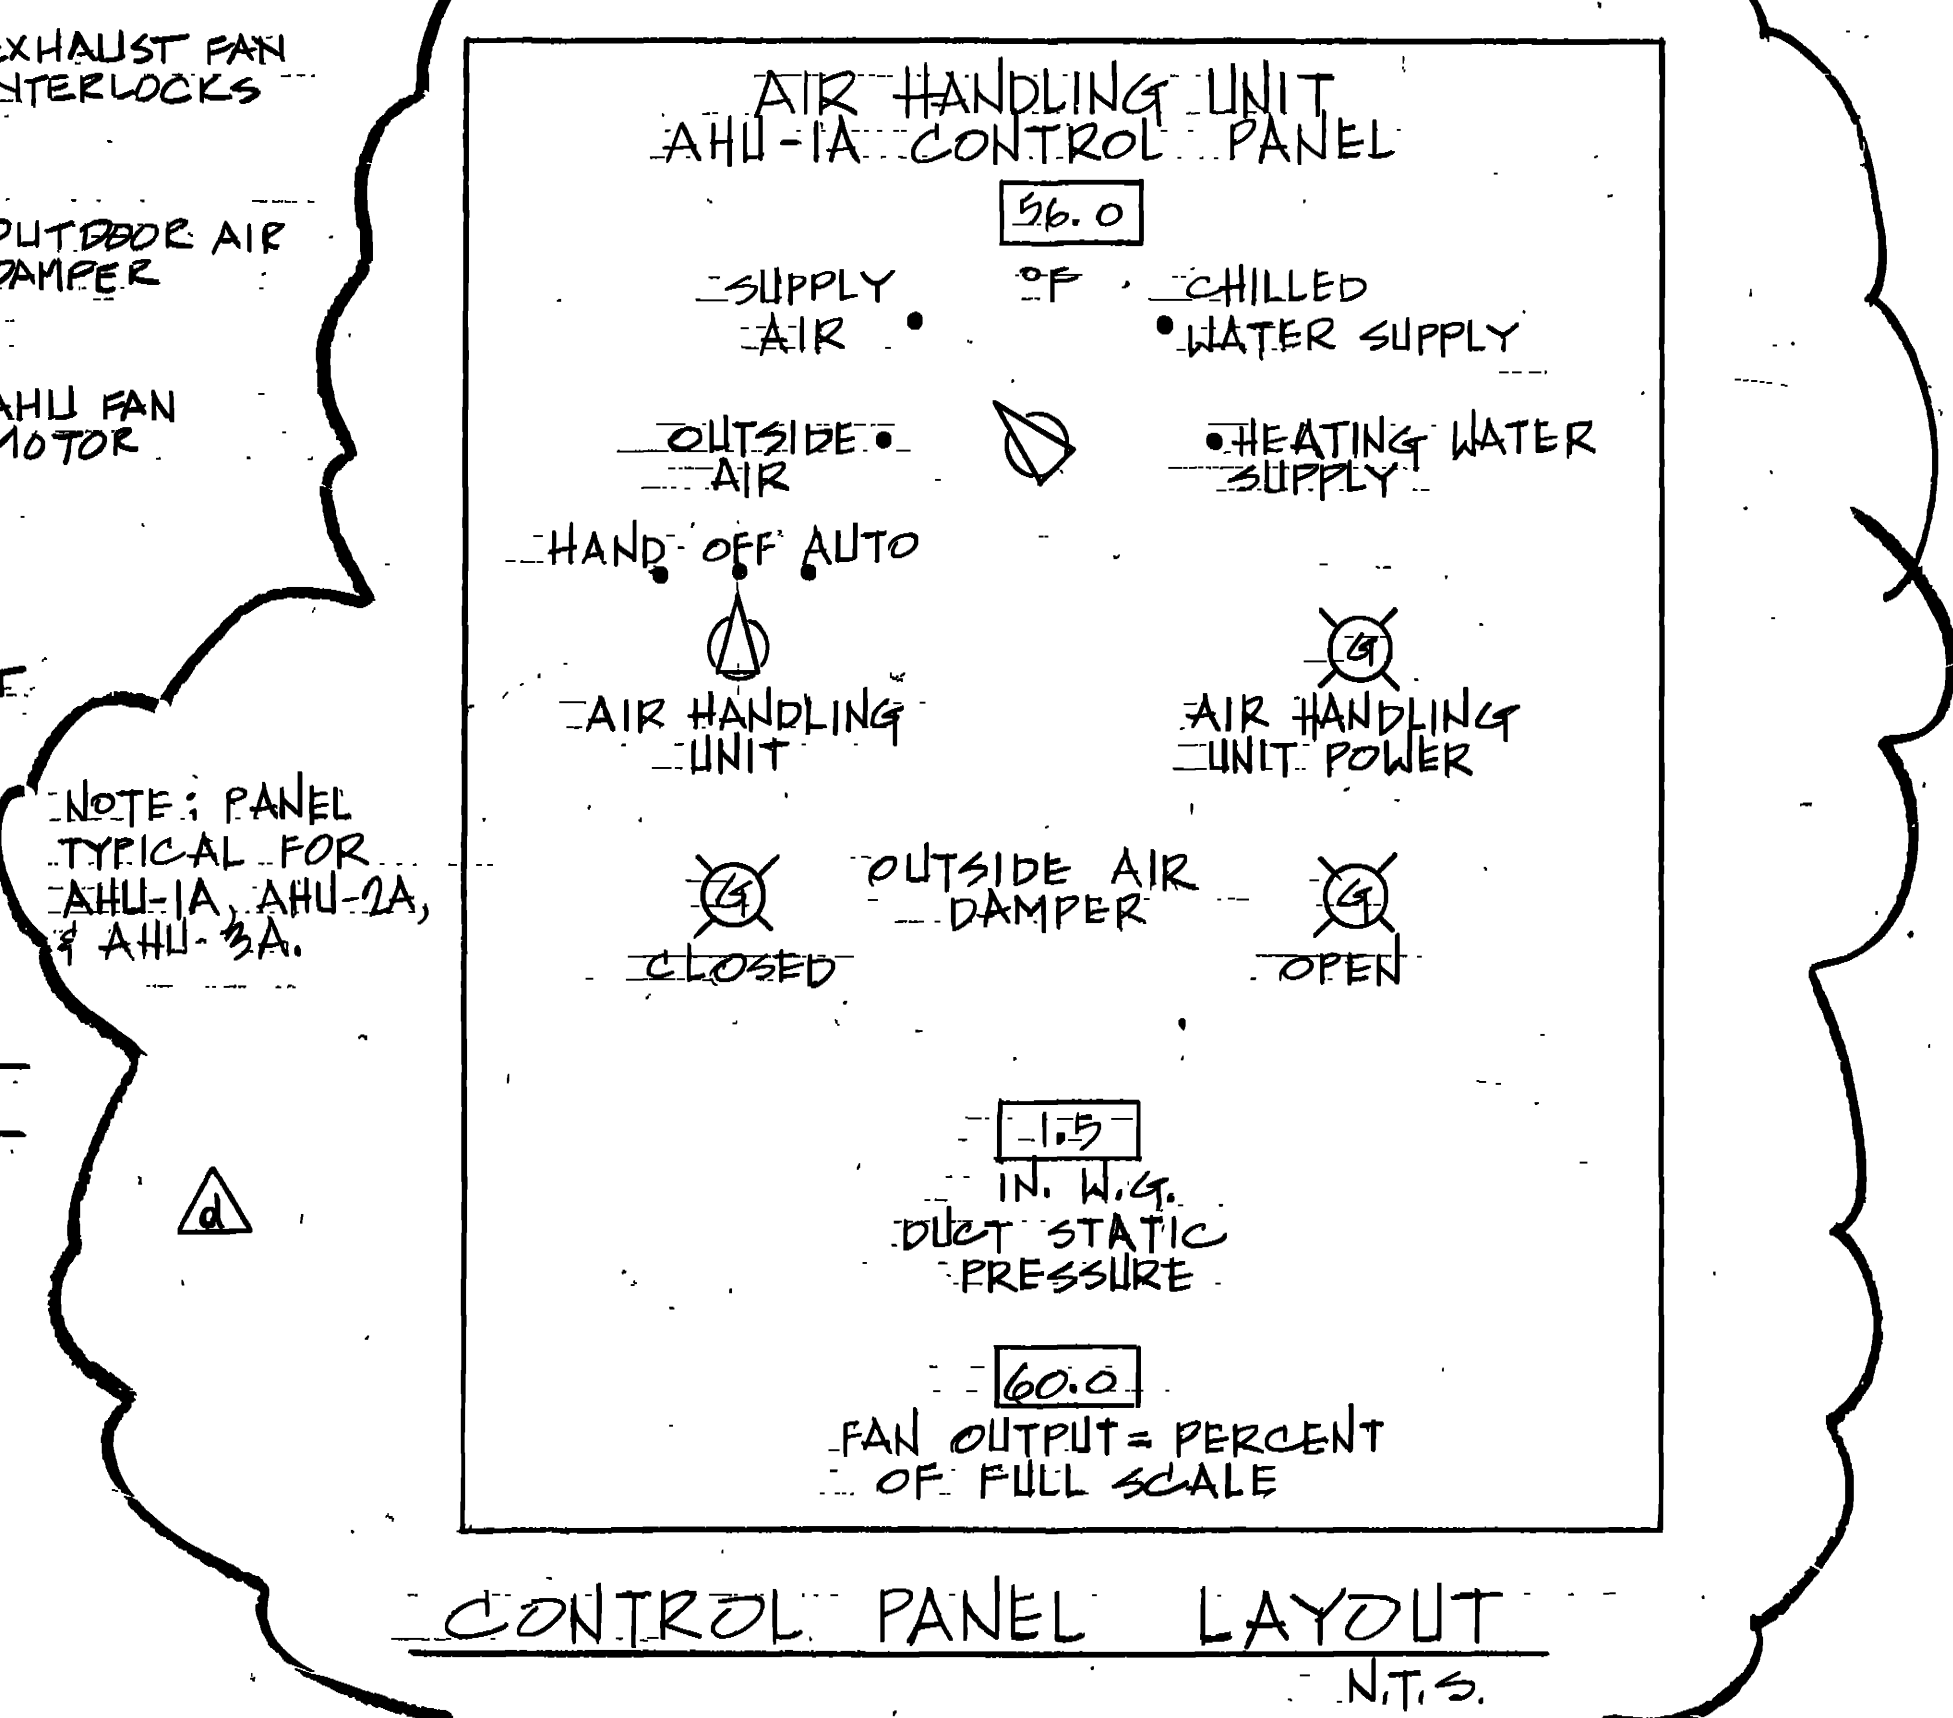 EXHAUST FAN
INTERLOCKS
OUTDOOR AIR
DAMPER
AHU FAN
MOTOR
AIR HANDLING UNIT
AHU-1A CONTROL PANEL
56.0
°F
SUPPLY
AIR
CHILLED
WATER SUPPLY
OUTSIDE
AIR
HEATING WATER
SUPPLY
HAND OFF AUTO
AIR HANDLING
UNIT
G
AIR HANDLING
UNIT POWER
NOTE: PANEL
TYPICAL FOR
AHU-1A, AHU-2A,
& AHU-3A.
G
CLOSED
OUTSIDE AIR
DAMPER
G
OPEN
1.5
IN. W.G.
DUCT STATIC
PRESSURE
d
60.0
FAN OUTPUT = PERCENT
OF FULL SCALE
CONTROL PANEL LAYOUT
N.T.S.